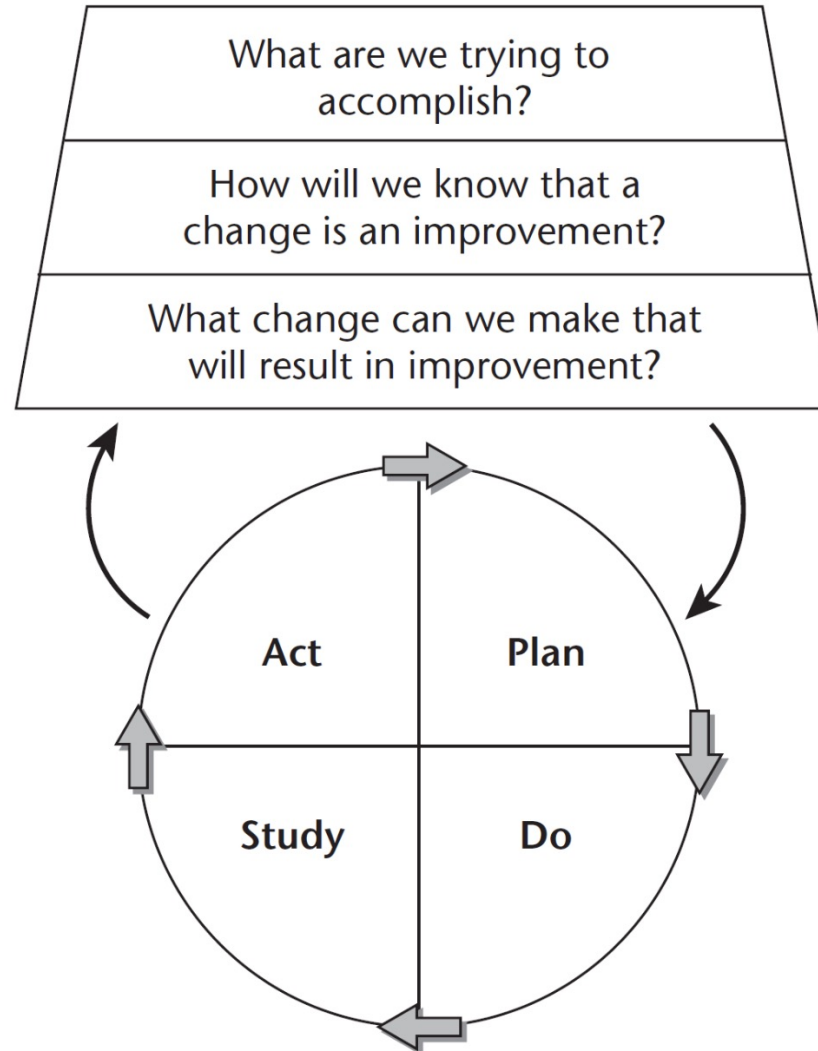 What are we trying to
accomplish?
How will we know that a
change is an improvement?
What change can we make that
will result in improvement?
Act
Plan
Study
Do